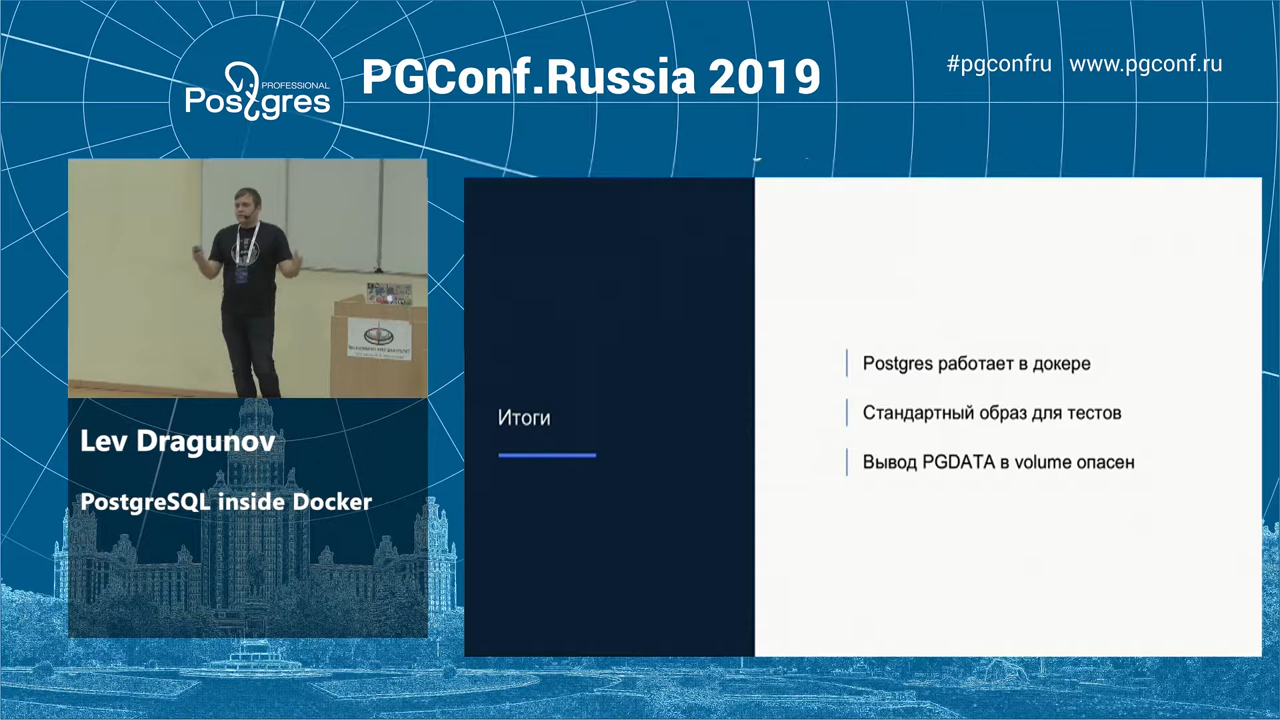 PROFESSIONAL
Postgres
PGConf.Russia 2019
#pgconfru www.pgconf.ru
Lev Dragunov
PostgreSQL inside Docker
Итоги
Postgres работает в докере
Стандартный образ для тестов
Вывод PGDATA в volume опасен